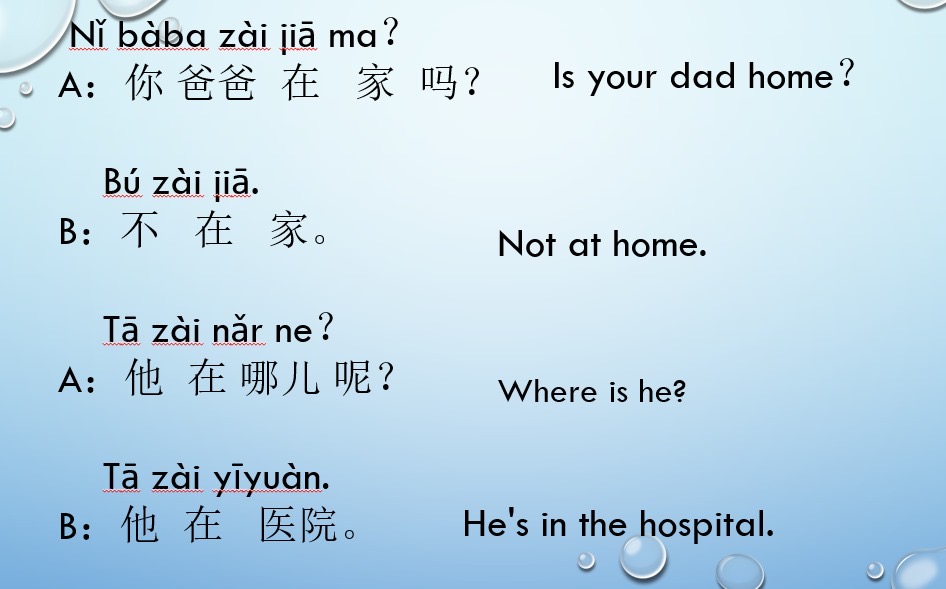 Nǐ bàba zài jiā ma？
A：你 爸爸 在 家 吗？
Is your dad home？
Bú zài jiā.
B：不 在 家。
Not at home.
Tā zài nǎr ne？
A：他 在 哪儿 呢？
Where is he?
Tā zài yīyuàn.
B：他 在 医院。
He's in the hospital.